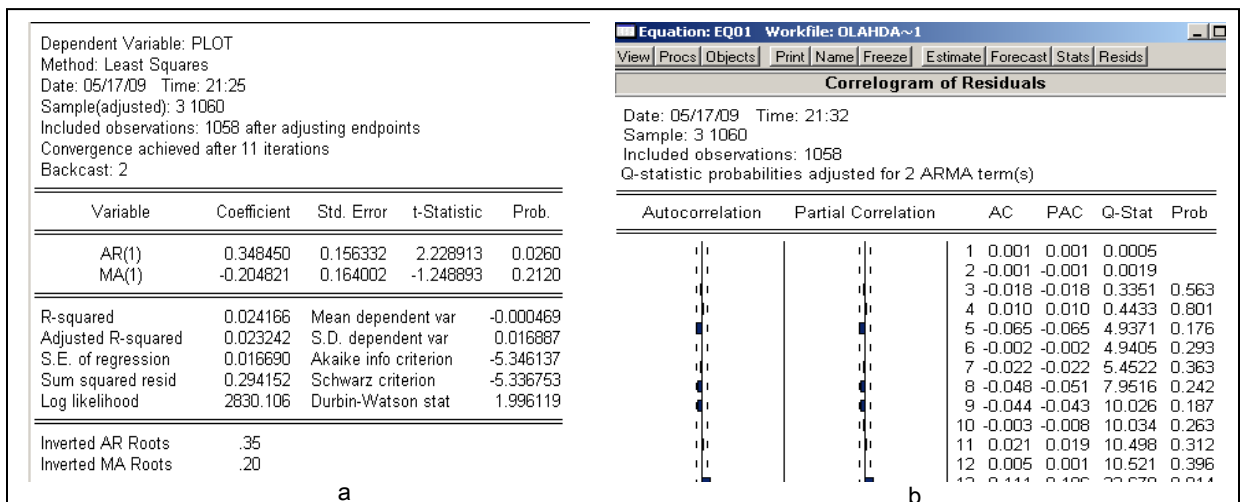 Dependent Variable: PLOT
Method: Least Squares
Date: 05/17/09 Time: 21:25
Sample(adjusted): 3 1060
Included observations: 1058 after adjusting endpoints
Convergence achieved after 11 iterations
Backcast: 2
Variable Coefficient Std. Error t-Statistic Prob.
AR(1) 0.348450 0.156332 2.228913 0.0260
MA(1) -0.204821 0.164002 -1.248893 0.2120
R-squared 0.024166 Mean dependent var -0.000469
Adjusted R-squared 0.023242 S.D. dependent var 0.016887
S.E. of regression 0.016690 Akaike info criterion -5.346137
Sum squared resid 0.294152 Schwarz criterion -5.336753
Log likelihood 2830.106 Durbin-Watson stat 1.996119
Inverted AR Roots .35
Inverted MA Roots .20
a
Equation: EQ01 Workfile: OLAHDA~1
View Procs Objects Print Name Freeze Estimate Forecast Stats Resids
Correlogram of Residuals
Date: 05/17/09 Time: 21:32
Sample: 3 1060
Included observations: 1058
Q-statistic probabilities adjusted for 2 ARMA term(s)
Autocorrelation Partial Correlation AC PAC Q-Stat Prob
1 0.001 0.001 0.0005
2 -0.001 -0.001 0.0019
3 -0.018 -0.018 0.3351 0.563
4 0.010 0.010 0.4433 0.801
5 -0.065 -0.065 4.9371 0.176
6 -0.002 -0.002 4.9405 0.293
7 -0.022 -0.022 5.4522 0.363
8 -0.048 -0.051 7.9516 0.242
9 -0.044 -0.043 10.026 0.187
10 -0.003 -0.008 10.034 0.263
11 0.021 0.019 10.498 0.312
12 0.005 0.001 10.521 0.396
b